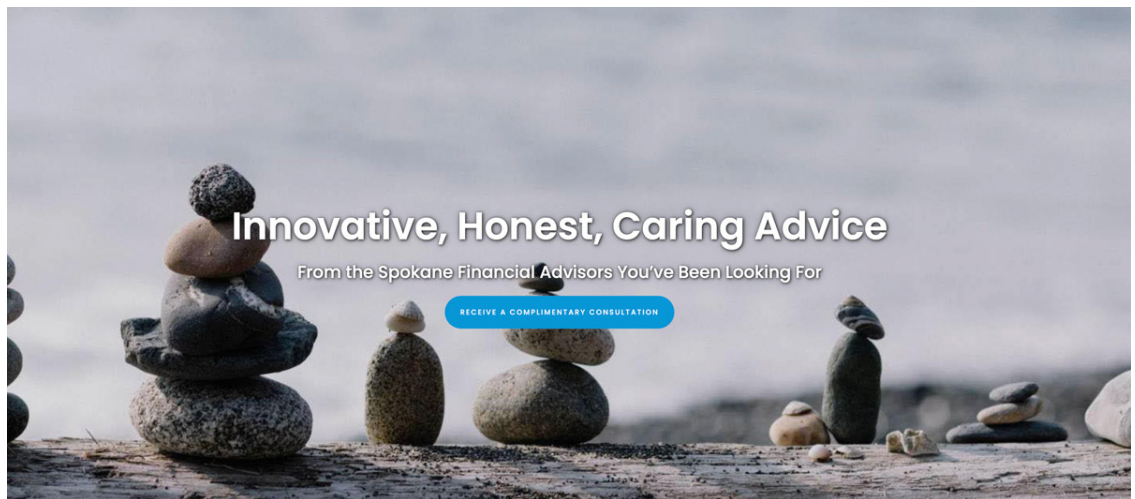 Innovative, Honest, Caring Advice
From the Spokane Financial Advisors You’ve Been Looking For
RECEIVE A COMPLIMENTARY CONSULTATION